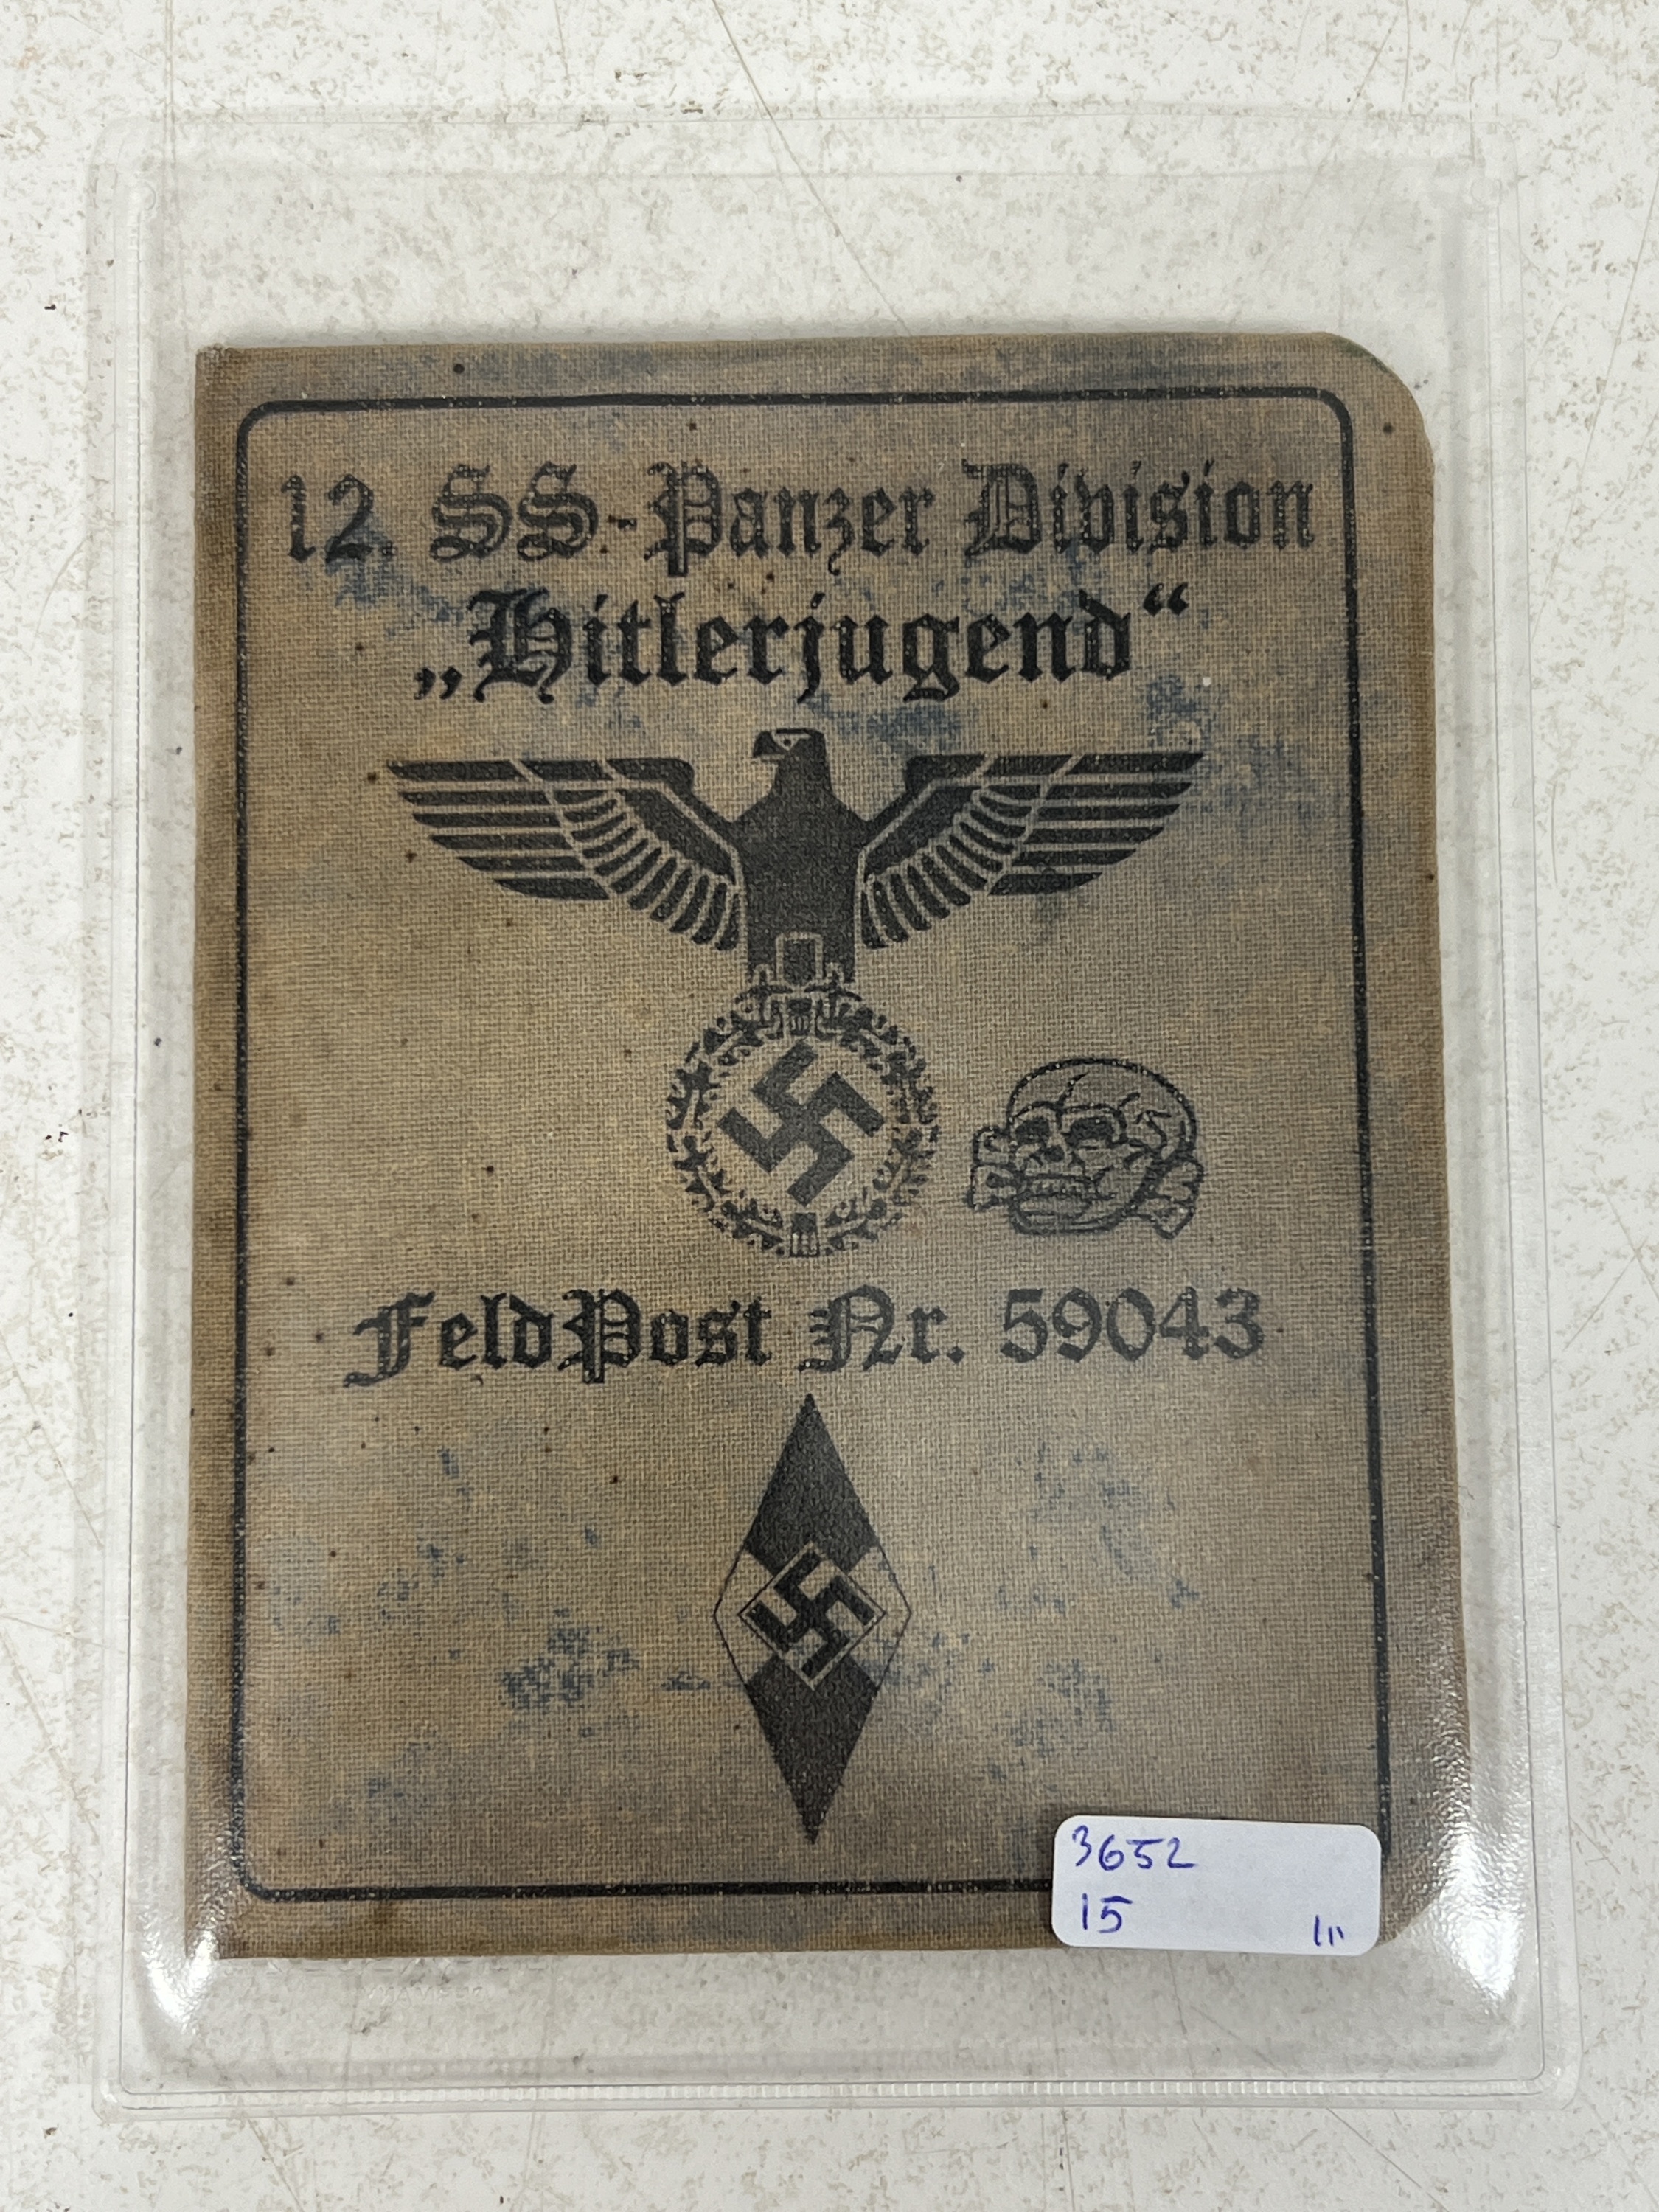 12. SS-Panzer Division
„Hitlerjugend“
FeldPost Nr. 59043
3652
15